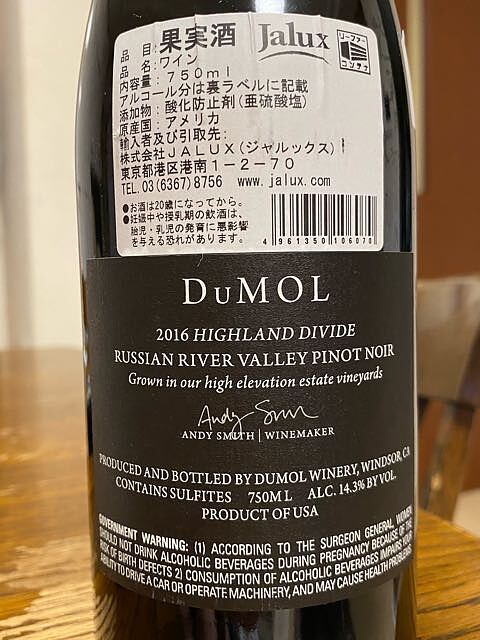 品目:果実酒 Jalux リーファー コンテナ
品名:ワイン
内容量:750ml
アルコール分は裏ラベルに記載
添加物:酸化防止剤(亜硫酸塩)
原産国:アメリカ
輸入者及び引取先:
株式会社JALUX(ジャルックス)
東京都港区港南1-2-70
TEL.03(6367)8756 www.jalux.com
●お酒は20歳になってから。
●妊娠中や授乳期の飲酒は、
胎児・乳児の発育に悪影響
を与える恐れがあります。
4 961350 106070
DuMOL
2016 HIGHLAND DIVIDE
RUSSIAN RIVER VALLEY PINOT NOIR
Grown in our high elevation estate vineyards
Andy Smith
ANDY SMITH | WINEMAKER
PRODUCED AND BOTTLED BY DUMOL WINERY, WINDSOR, CA
CONTAINS SULFITES 750ML ALC. 14.3% BY VOL.
PRODUCT OF USA
GOVERNMENT WARNING: (1) ACCORDING TO THE SURGEON GENERAL, WOMEN
SHOULD NOT DRINK ALCOHOLIC BEVERAGES DURING PREGNANCY BECAUSE OF THE
RISK OF BIRTH DEFECTS 2) CONSUMPTION OF ALCOHOLIC BEVERAGES IMPAIRS YOUR
ABILITY TO DRIVE A CAR OR OPERATE MACHINERY, AND MAY CAUSE HEALTH PROBLEMS